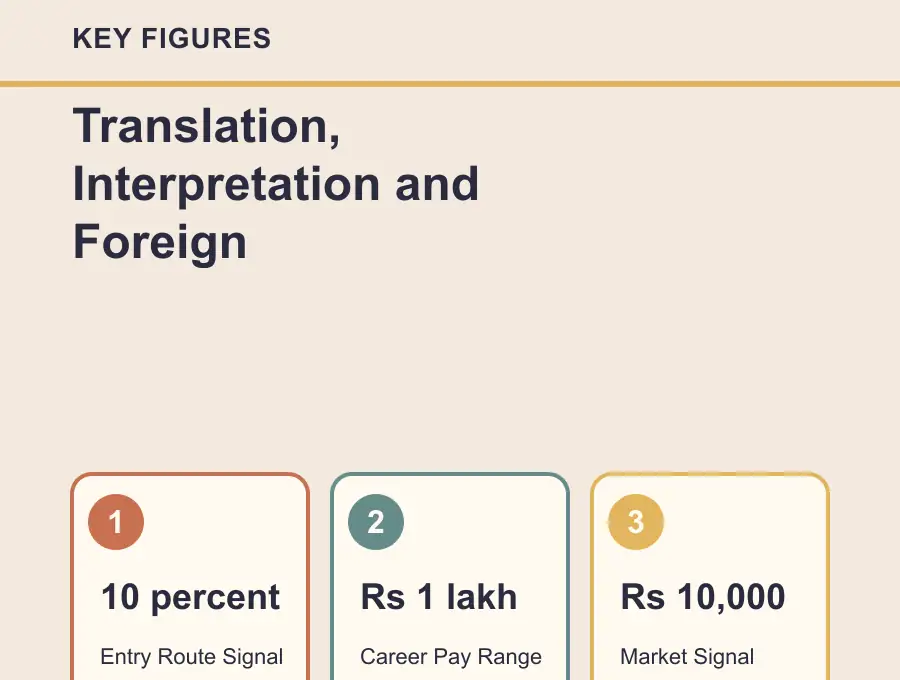 KEY FIGURES
Translation,
Interpretation and
Foreign
1
2
3
10 percent
Rs 1 lakh
Rs 10,000
Entry Route Signal
Career Pay Range
Market Signal